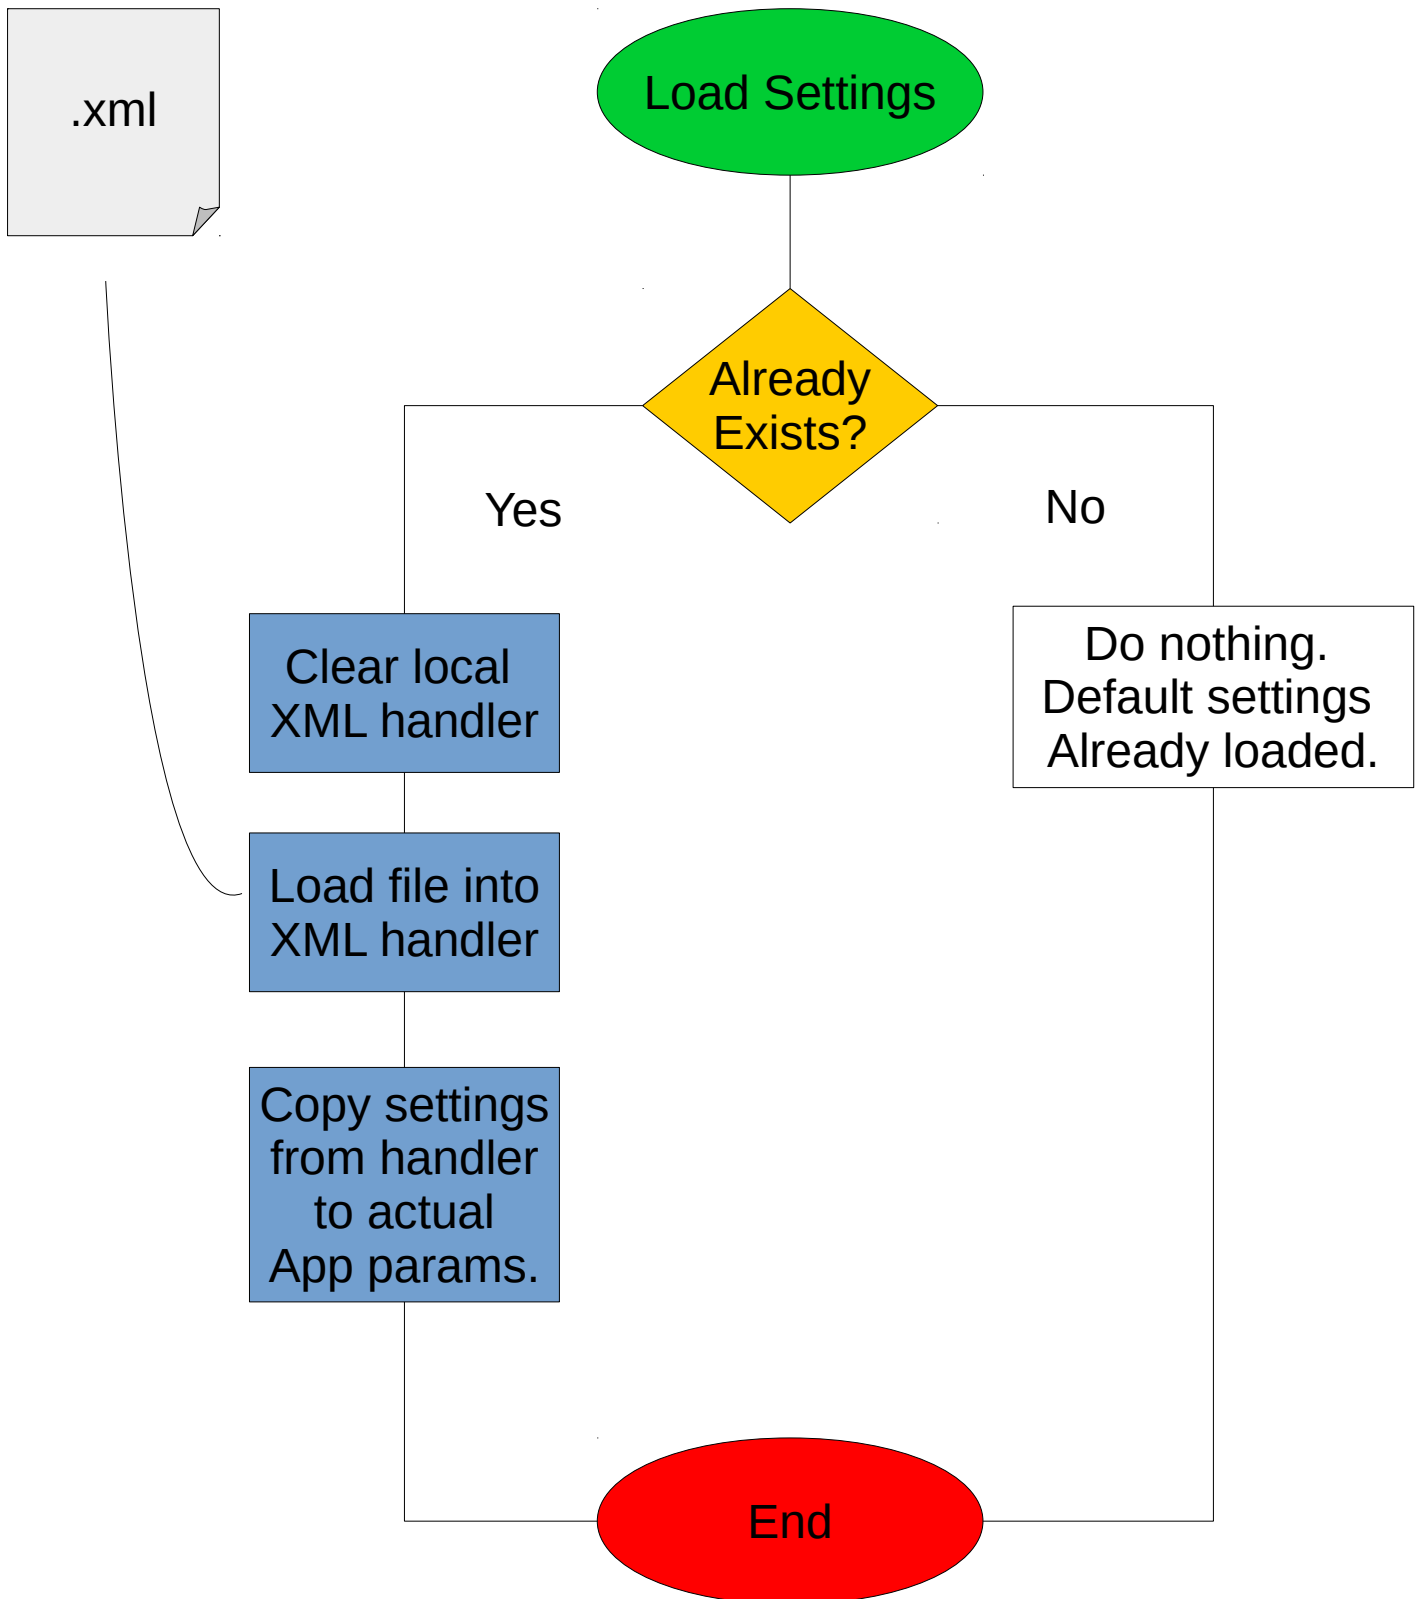 .xml
Load Settings
Already
Exists?
Yes
No
Clear local
XML handler
Do nothing.
Default settings
Already loaded.
Load file into
XML handler
Copy settings
from handler
to actual
App params.
End